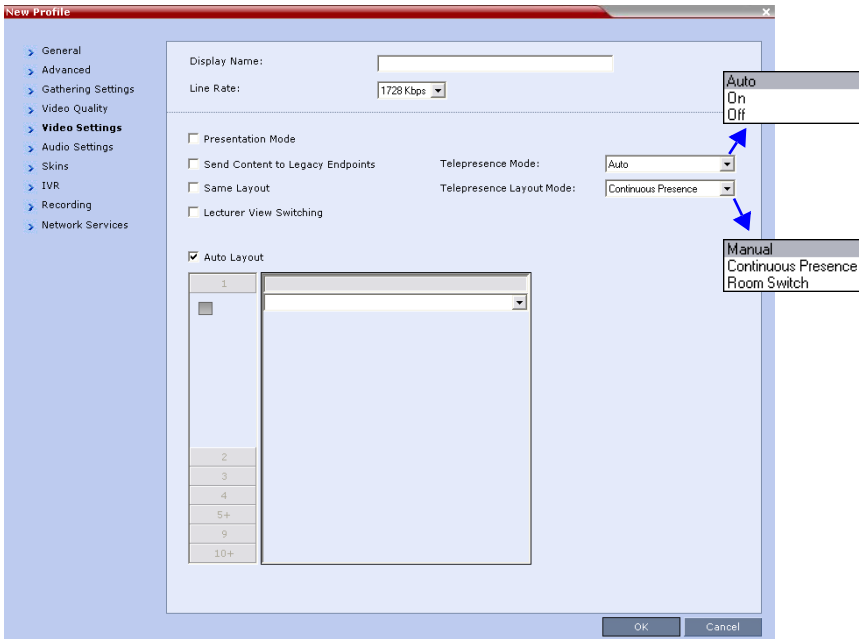 New Profile
General
Advanced
Gathering Settings
Video Quality
Video Settings
Audio Settings
Skins
IVR
Recording
Network Services
Display Name:
Line Rate: 1728 Kbps
Presentation Mode
Send Content to Legacy Endpoints
Same Layout
Lecturer View Switching
Telepresence Mode: Auto
Telepresence Layout Mode: Continuous Presence
Auto
On
Off
Manual
Continuous Presence
Room Switch
Auto Layout
1
2
3
4
5+
9
10+
OK Cancel